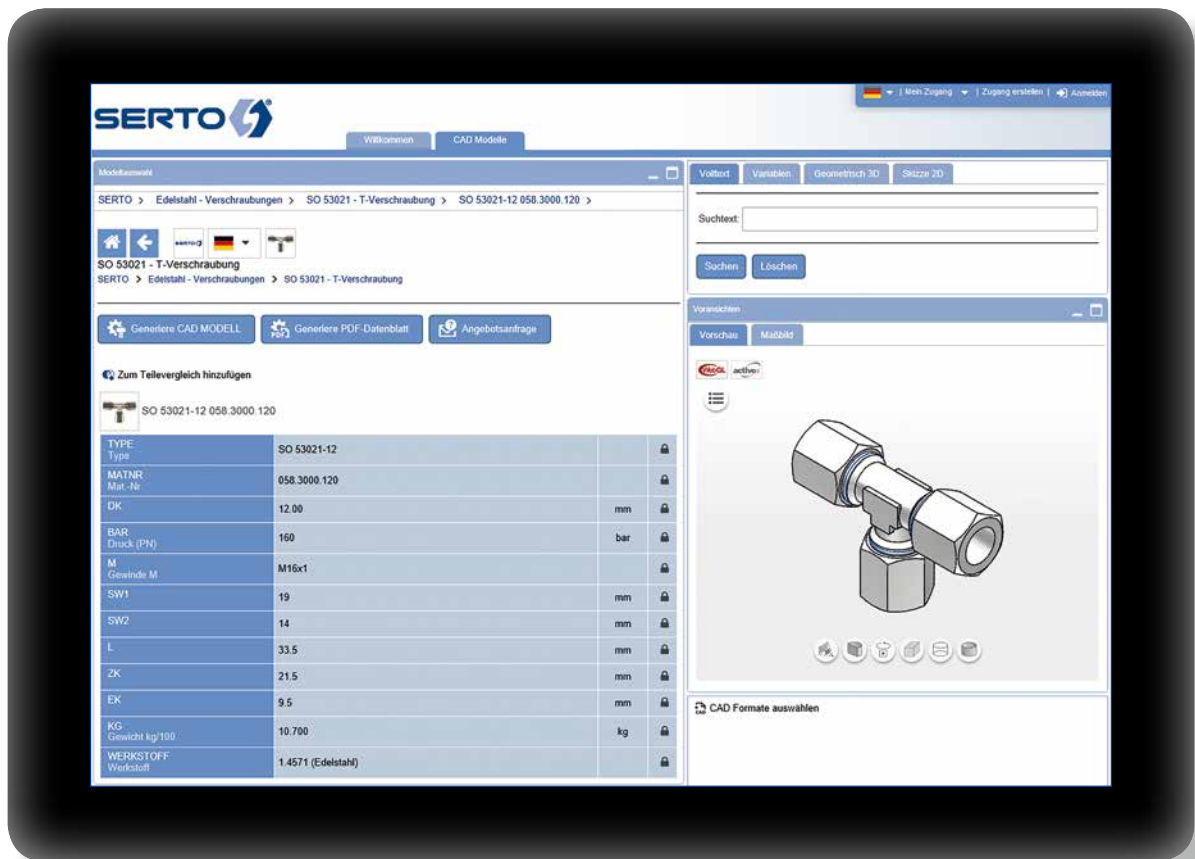 SERTO
Willkommen
CAD Modelle
| Mein Zugang | Zugang erstellen | Anmelden
Modellauswahl
SERTO > Edelstahl - Verschraubungen > SO 53021 - T-Verschraubung > SO 53021-12 058.3000.120 >
SERTO
SO 53021 - T-Verschraubung
SERTO > Edelstahl - Verschraubungen > SO 53021 - T-Verschraubung
Generiere CAD MODELL
PDF
Generiere PDF-Datenblatt
Angebotsanfrage
Zum Teilevergleich hinzufügen
SO 53021-12 058.3000.120
TYPE
Type
SO 53021-12
MATNR
Mat.-Nr.
058.3000.120
DK
12.00 mm
BAR
Druck (PN)
160 bar
M
Gewinde M
M16x1
SW1
19 mm
SW2
14 mm
L
33.5 mm
ZK
21.5 mm
EK
9.5 mm
KG
Gewicht kg/100
10.700 kg
WERKSTOFF
Werkstoff
1.4571 (Edelstahl)
Volltext
Variablen
Geometrisch 3D
Skizze 2D
Suchtext:
Suchen
Löschen
Voransichten
Vorschau
Maßbild
CAD Formate auswählen